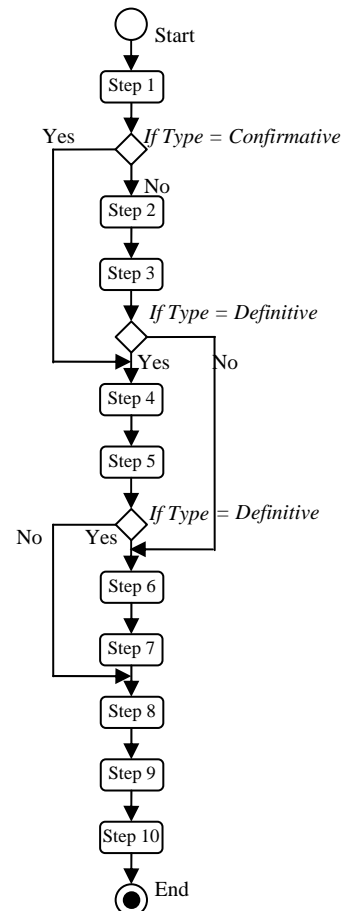 Start
Step 1
Yes
If Type = Confirmative
No
Step 2
Step 3
If Type = Definitive
Yes
No
Step 4
Step 5
If Type = Definitive
No
Yes
Step 6
Step 7
Step 8
Step 9
Step 10
End